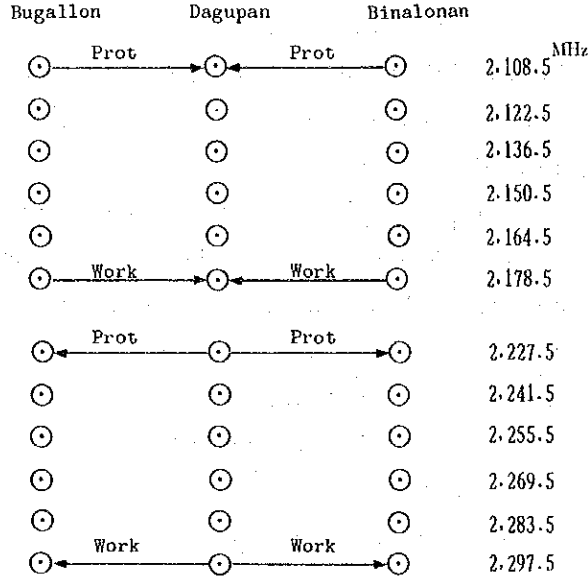 Bugallon Dagupan Binalonan
MHz
Prot Prot 2,108.5
2,122.5
2,136.5
2,150.5
2,164.5
Work Work 2,178.5
Prot Prot 2,227.5
2,241.5
2,255.5
2,269.5
2,283.5
Work Work 2,297.5